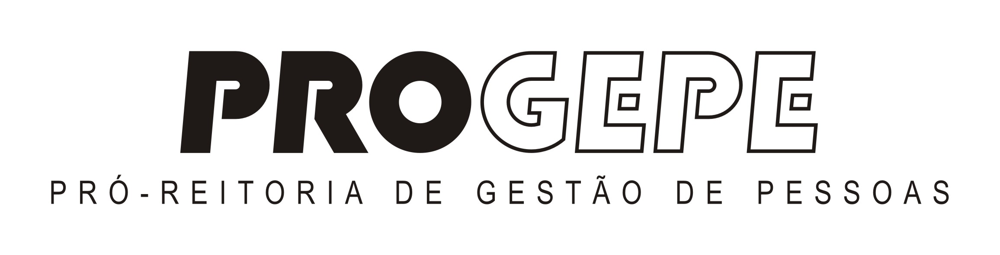 PROGEPE
PRÓ-REITORIA DE GESTÃO DE PESSOAS